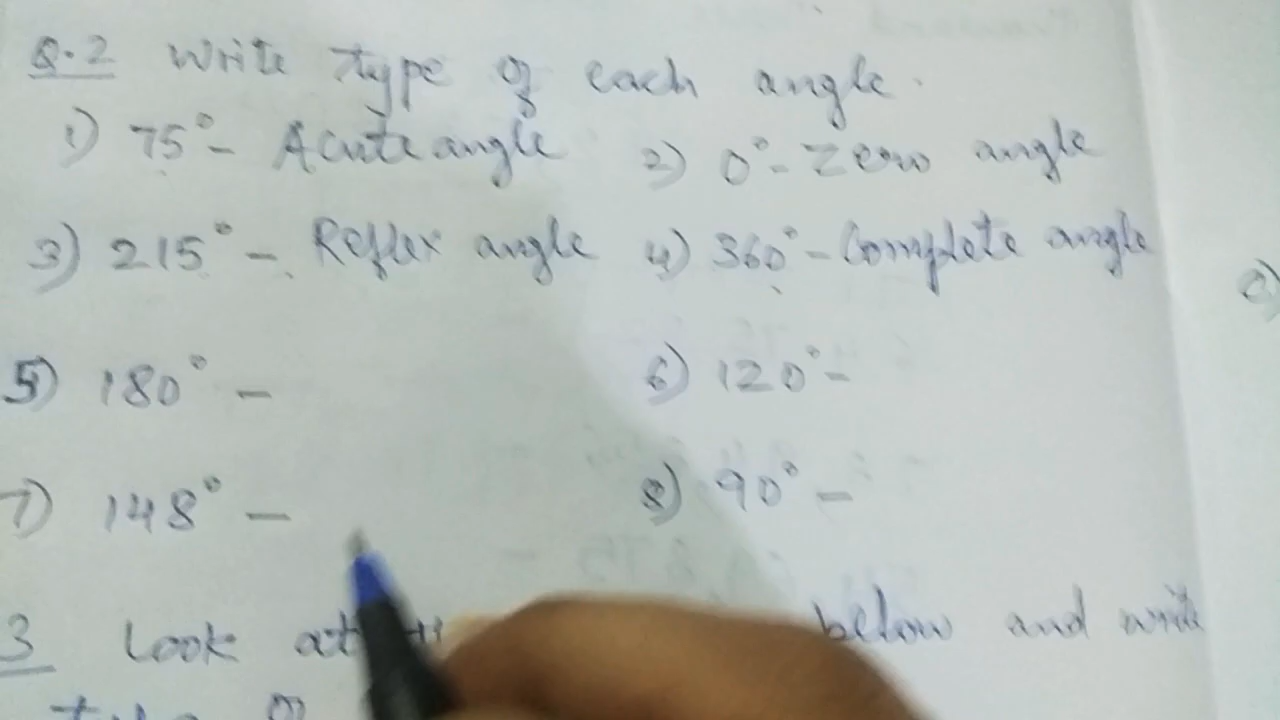 Q.2 Write type of each angle.
1) 75° - Acute angle 2) 0° - Zero angle
3) 215° - Reflex angle 4) 360° - Complete angle
5) 180° - 6) 120° -
7) 148° - 8) 90° -
3 Look at below and write